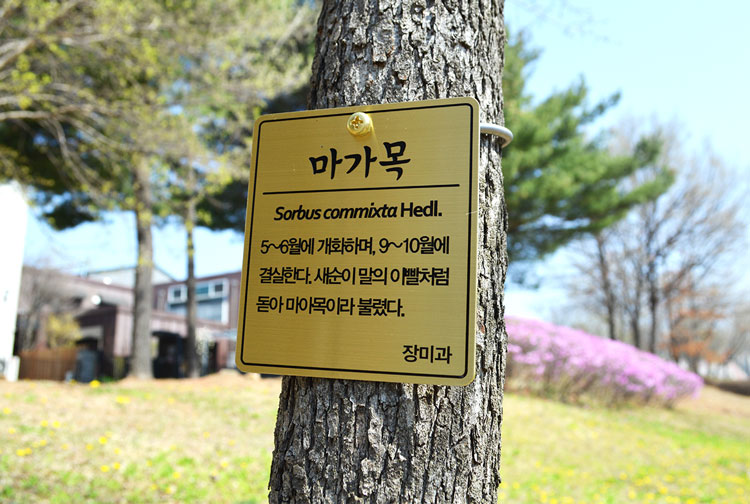 마가목
Sorbus commixta Hedl.
5~6월에 개화하며, 9~10월에
결실한다. 새순이 말의 이빨처럼
돋아 마아목이라 불렸다.
장미과